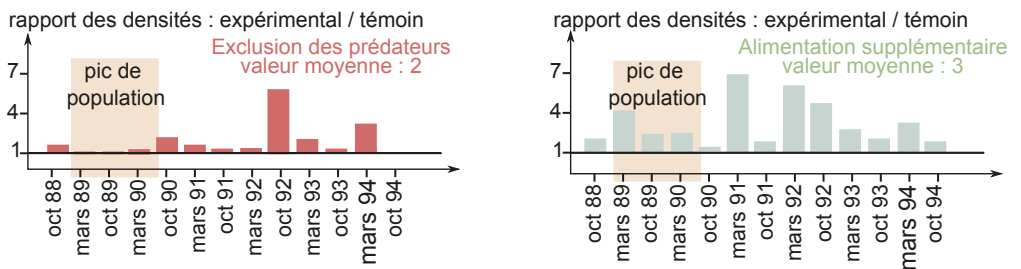 rapport des densités : expérimental / témoin
Exclusion des prédateurs
valeur moyenne : 2
pic de
population
7
4
1
oct 88
mars 89
oct 89
mars 90
oct 90
mars 91
oct 91
mars 92
oct 92
mars 93
oct 93
mars 94
oct 94
rapport des densités : expérimental / témoin
Alimentation supplémentaire
valeur moyenne : 3
pic de
population
7
4
1
oct 88
mars 89
oct 89
mars 90
oct 90
mars 91
oct 91
mars 92
oct 92
mars 93
oct 93
mars 94
oct 94